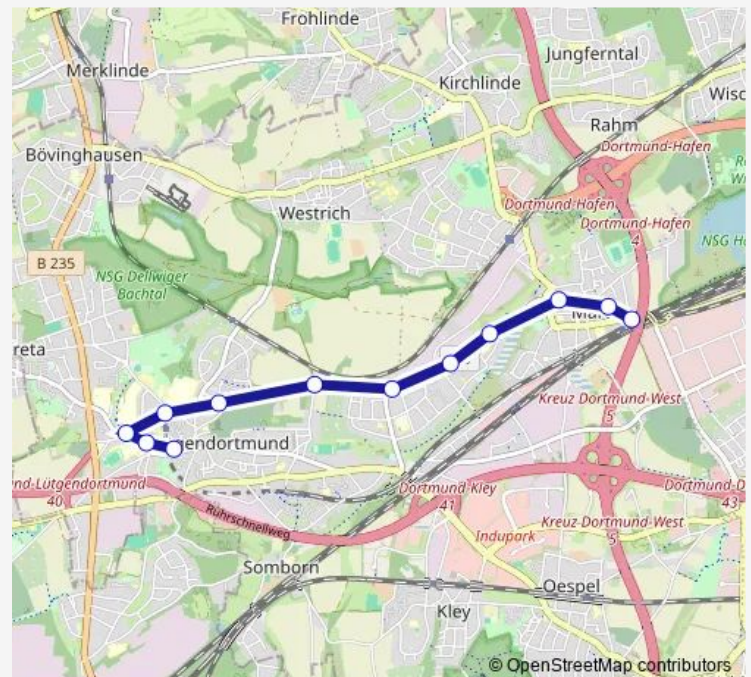 Frohlinde
Merklinde
Jungferntal
Kirchlinde
Wisc
Rahm
Bövinghausen
Dortmund-Hafen
Westrich
Dortmund-Hafen
Dortmund-Hafen
4
B 235
NSG Dellwiger
Bachtal
NSG H
reta
Kreuz Dortmund-West
5
gendortmund
nd-Lütgendortmund
40
Dortmund-Kley
41
Dortmund-D
43
Ruhrschnellweg
Indupark
Kreuz Dortmund-West
5
Somborn
Oespel
Kley
© OpenStreetMap contributors